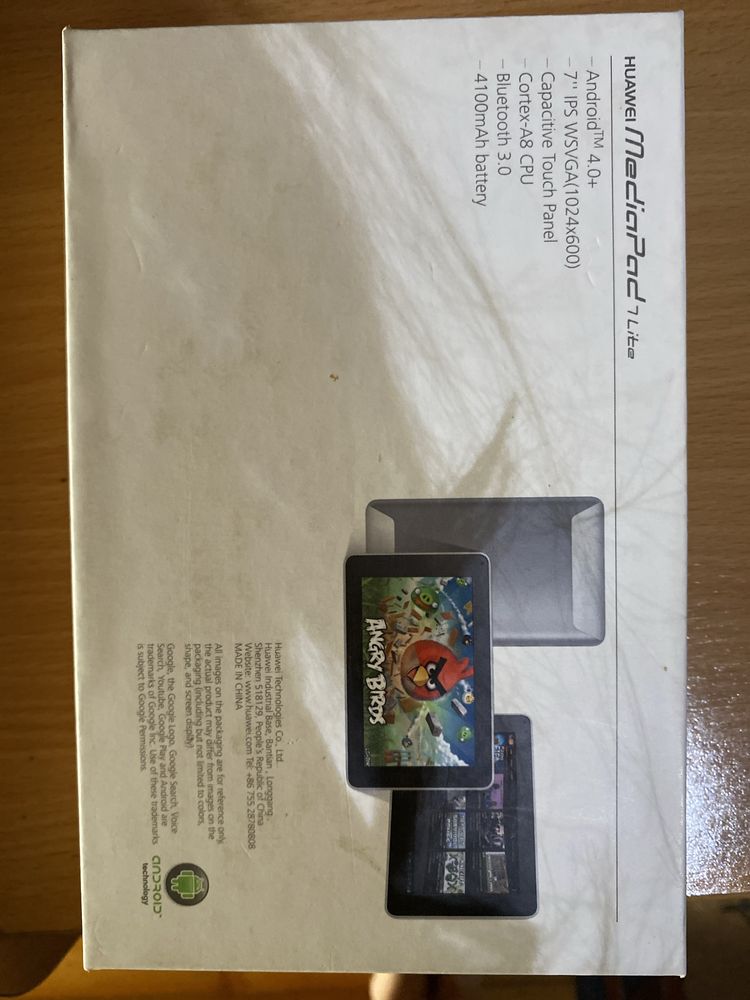 HUAWEI MediaPad 7 Lite
– Android™ 4.0+
– 7'' IPS WSVGA(1024x600)
– Capacitive Touch Panel
– Cortex-A8 CPU
– Bluetooth 3.0
– 4100mAh battery
ANGRY BIRDS
XBOX
Huawei Technologies Co., Ltd.
Huawei Industrial Base, Bantian, Longgang,
Shenzhen 518129, People's Republic of China
Website: www.huawei.com Tel: +86 755 28780808
MADE IN CHINA
All images on the packaging are for reference only,
the actual product may differ from images on the
packaging (including but not limited to colors,
shape, and screen display).
Google, the Google Logo, Google Search, Voice
Search, Youtube, Google Play and Android are
trademarks of Google Inc. Use of these trademarks
is subject to Google Permissions.
ANDROID™
technology